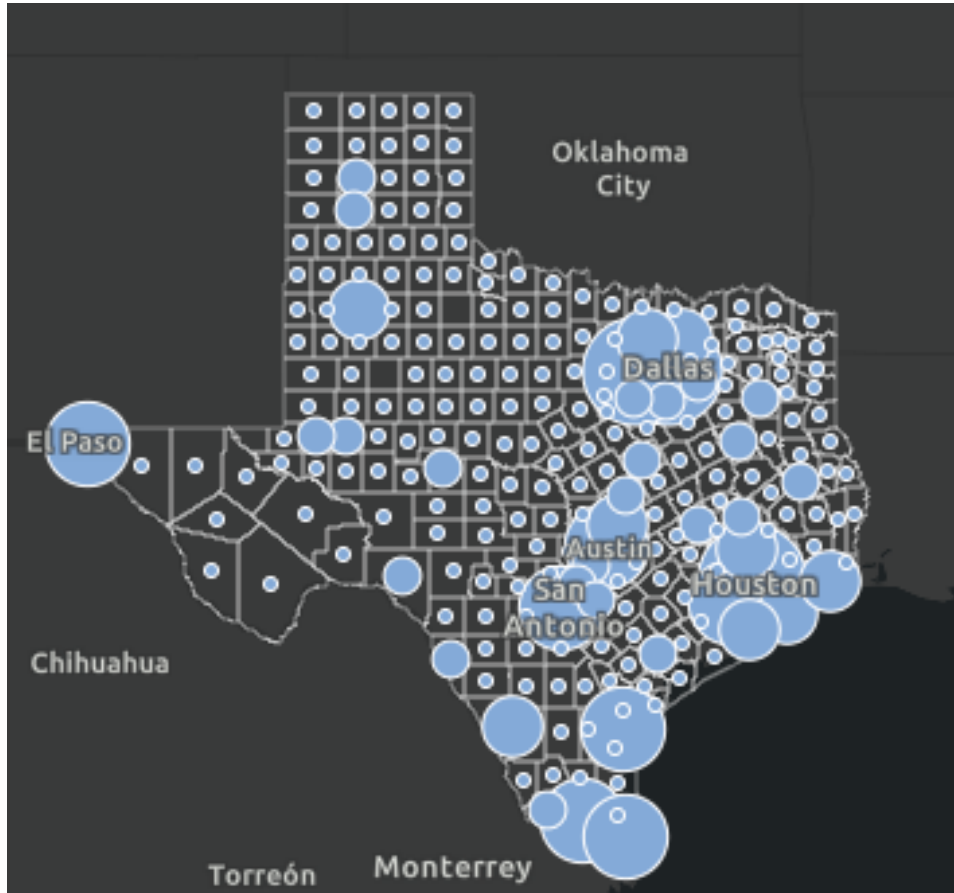 Oklahoma
City
Dallas
El Paso
Austin
San
Antonio
Houston
Chihuahua
Torreón
Monterrey